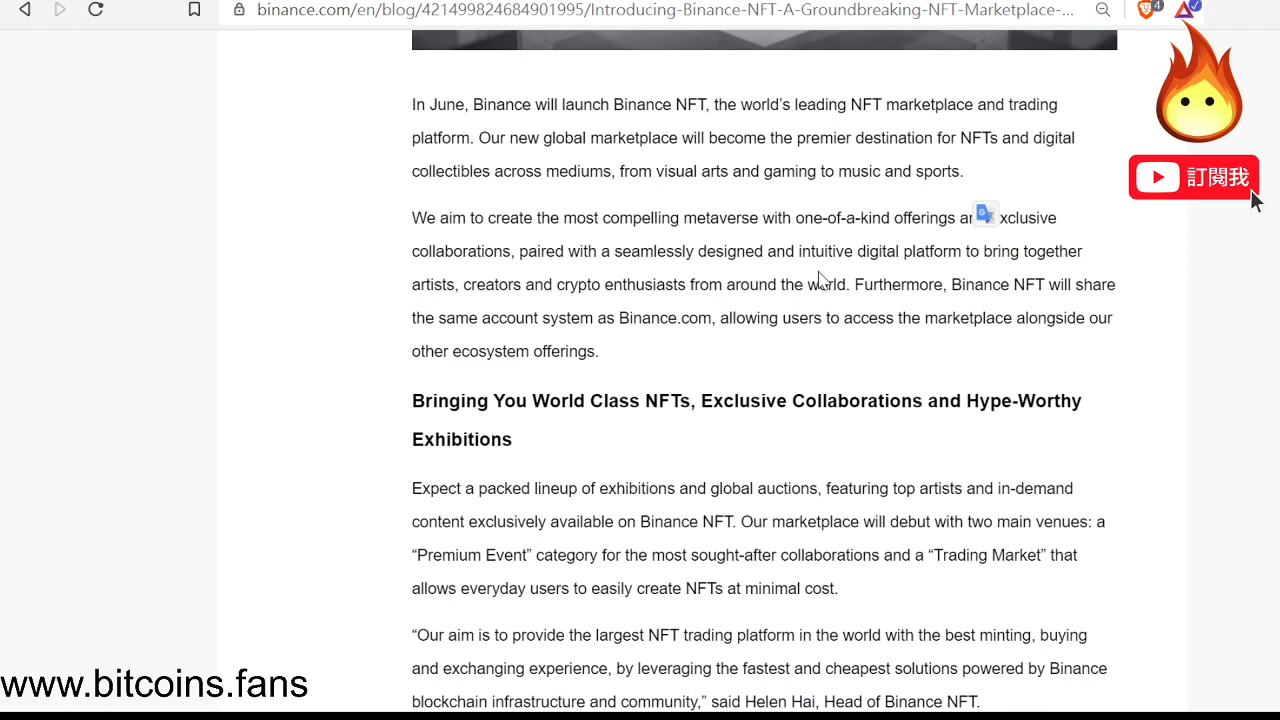 binance.com/en/blog/421499824684901995/Introducing-Binance-NFT-A-Groundbreaking-NFT-Marketplace-...
4
In June, Binance will launch Binance NFT, the world’s leading NFT marketplace and trading
platform. Our new global marketplace will become the premier destination for NFTs and digital
collectibles across mediums, from visual arts and gaming to music and sports.
訂閱我
We aim to create the most compelling metaverse with one-of-a-kind offerings xclusive
collaborations, paired with a seamlessly designed and intuitive digital platform to bring together
artists, creators and crypto enthusiasts from around the world. Furthermore, Binance NFT will share
the same account system as Binance.com, allowing users to access the marketplace alongside our
other ecosystem offerings.
Bringing You World Class NFTs, Exclusive Collaborations and Hype-Worthy
Exhibitions
Expect a packed lineup of exhibitions and global auctions, featuring top artists and in-demand
content exclusively available on Binance NFT. Our marketplace will debut with two main venues: a
“Premium Event” category for the most sought-after collaborations and a “Trading Market” that
allows everyday users to easily create NFTs at minimal cost.
“Our aim is to provide the largest NFT trading platform in the world with the best minting, buying
and exchanging experience, by leveraging the fastest and cheapest solutions powered by Binance
blockchain infrastructure and community,” said Helen Hai, Head of Binance NFT.
www.bitcoins.fans